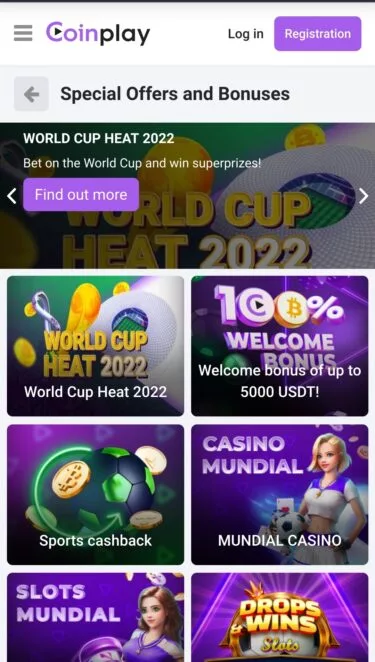 Coinplay
Log in
Registration
Special Offers and Bonuses
WORLD CUP HEAT 2022
Bet on the World Cup and win superprizes!
Find out more
WORLD CUP
HEAT 2022
WORLD CUP
HEAT 2022
World Cup Heat 2022
100%
WELCOME
BONUS
Welcome bonus of up to
5000 USDT!
Sports cashback
CASINO
MUNDIAL
MUNDIAL CASINO
SLOTS
MUNDIAL
DROPS
& WINS
Slots